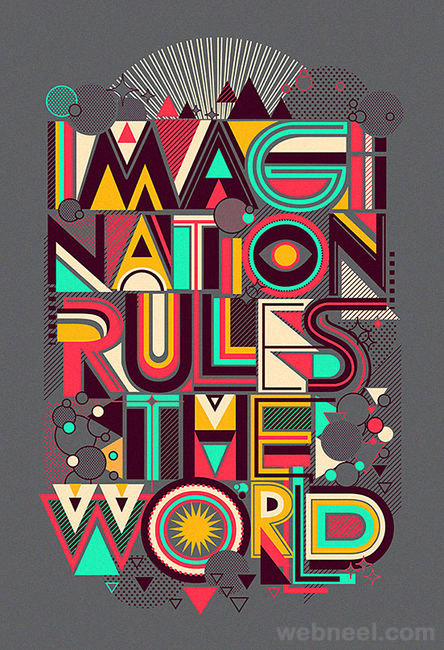 IMAGI
NATION
RULES
THE
WORLD
webneel.com